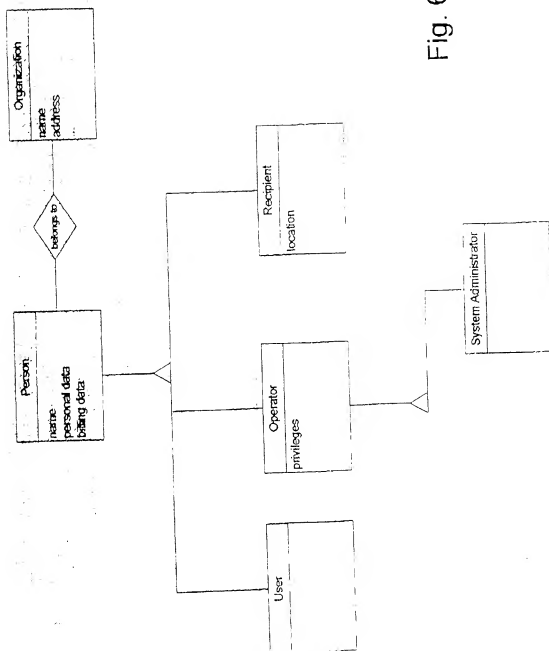 Organization
name
address
belongs to
Person
name
personal data
billing data
Recipient
location
Operator
privileges
User
System Administrator
Fig. 6